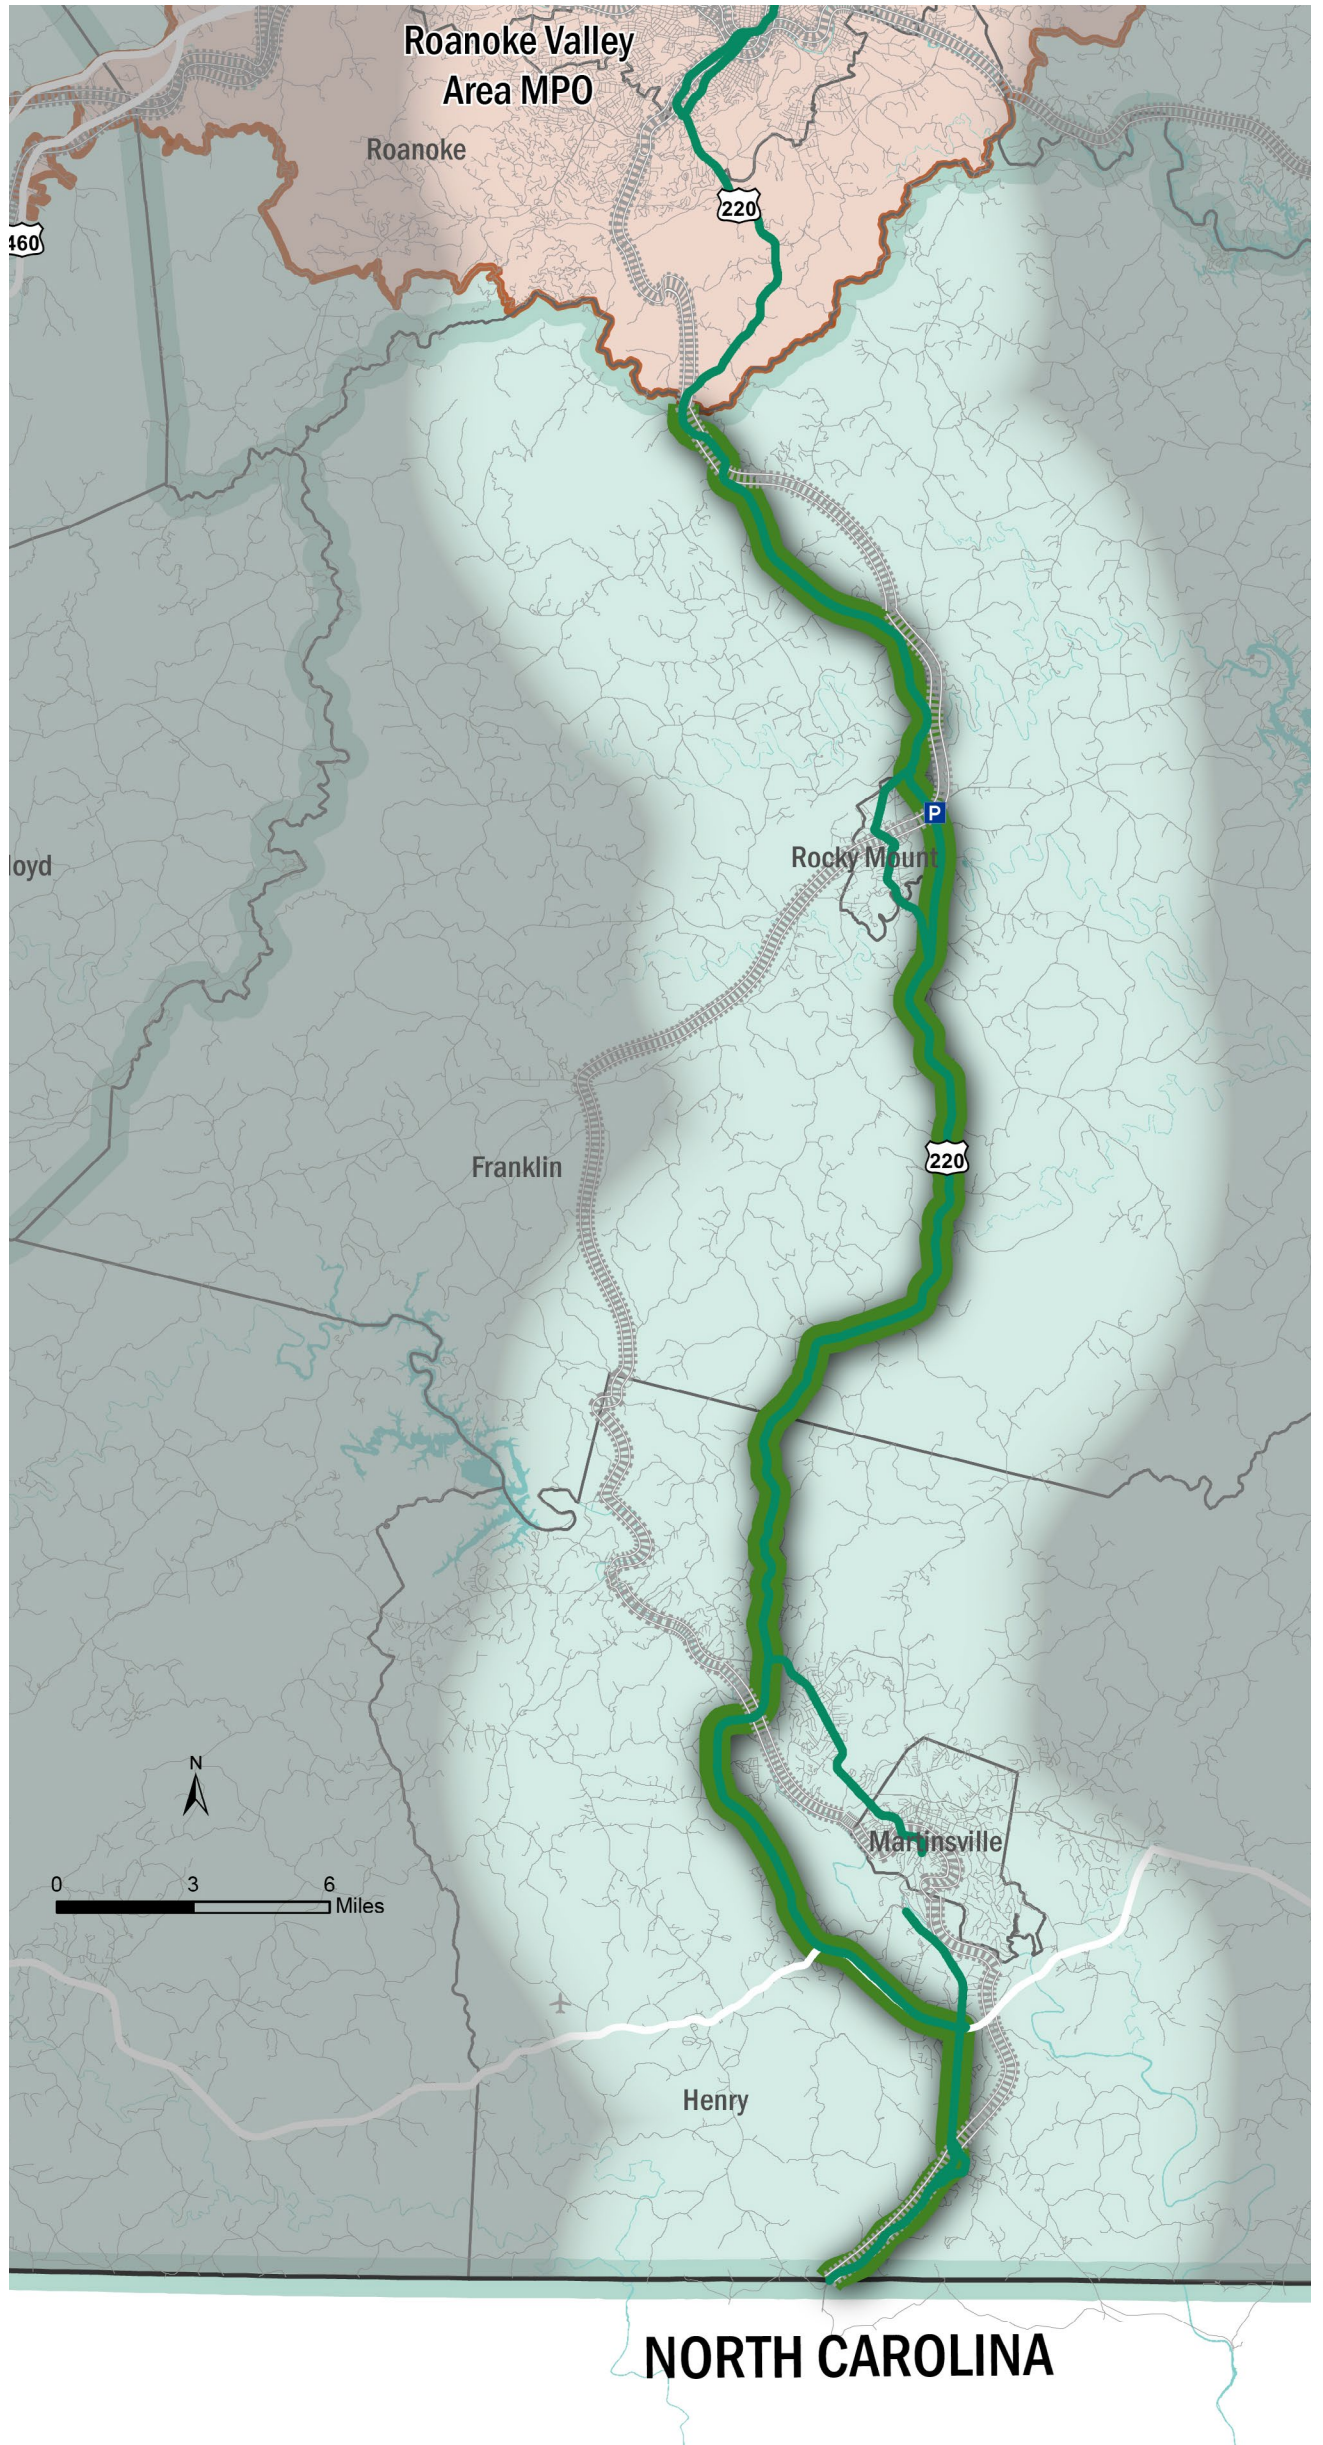 Roanoke Valley
Area MPO
Roanoke
220
460
P
Rocky Mount
loyd
220
Franklin
N
Martinsville
0 3 6
Miles
Henry
NORTH CAROLINA